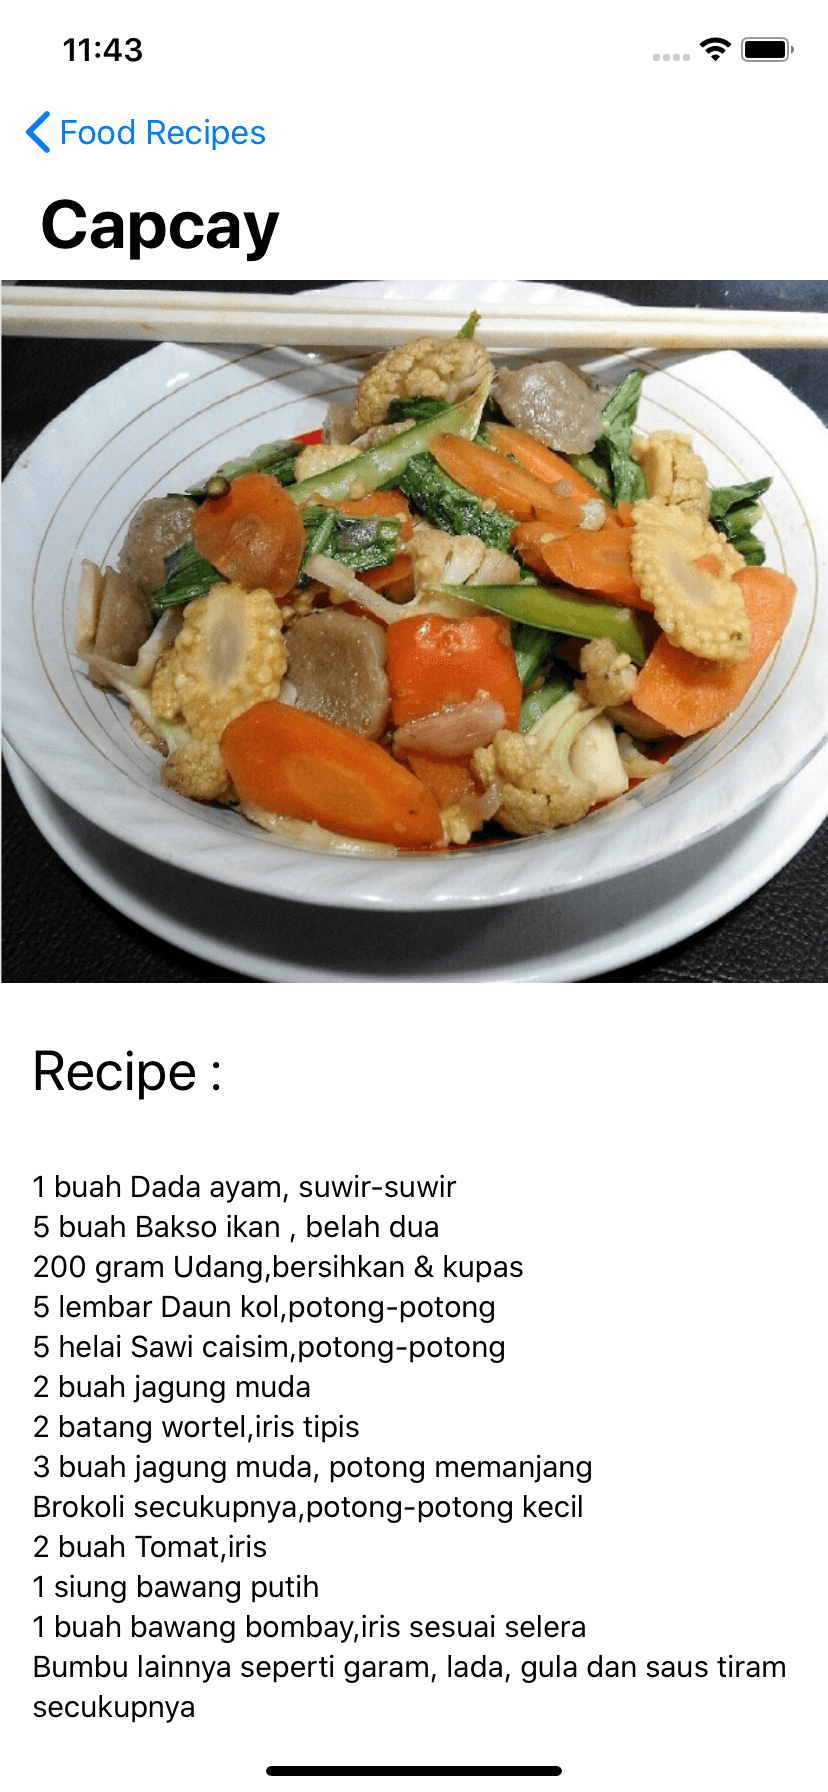 11:43
Food Recipes
Capcay
Recipe :
1 buah Dada ayam, suwir-suwir
5 buah Bakso ikan , belah dua
200 gram Udang,bersihkan & kupas
5 lembar Daun kol,potong-potong
5 helai Sawi caisim,potong-potong
2 buah jagung muda
2 batang wortel,iris tipis
3 buah jagung muda, potong memanjang
Brokoli secukupnya,potong-potong kecil
2 buah Tomat,iris
1 siung bawang putih
1 buah bawang bombay,iris sesuai selera
Bumbu lainnya seperti garam, lada, gula dan saus tiram
secukupnya